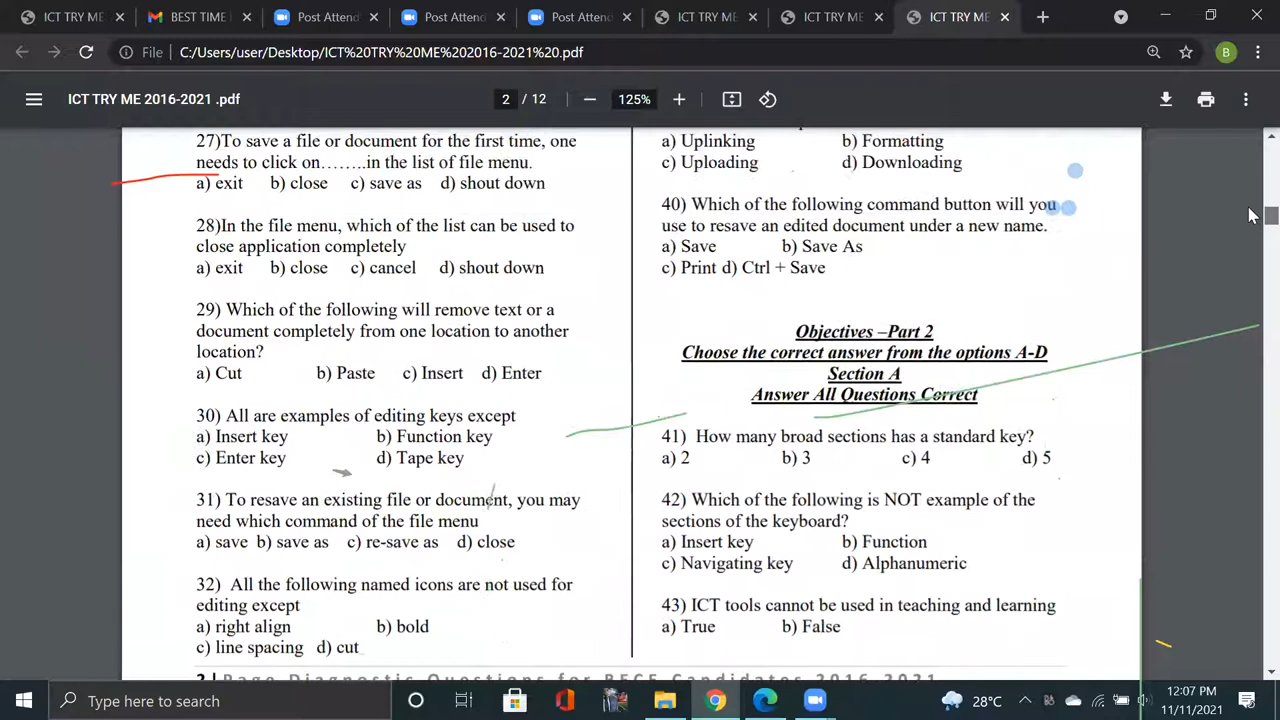 ICT TRY ME
BEST TIME
Post Attend
Post Attend
Post Attend
ICT TRY ME
ICT TRY ME
ICT TRY ME
File
C:/Users/user/Desktop/ICT%20TRY%20ME%202016-2021%20.pdf
B
ICT TRY ME 2016-2021 .pdf
2 / 12
125%
27)To save a file or document for the first time, one
needs to click on……..in the list of file menu.
a) exit b) close c) save as d) shout down
28)In the file menu, which of the list can be used to
close application completely
a) exit b) close c) cancel d) shout down
29) Which of the following will remove text or a
document completely from one location to another
location?
a) Cut b) Paste c) Insert d) Enter
30) All are examples of editing keys except
a) Insert key b) Function key
c) Enter key d) Tape key
31) To resave an existing file or document, you may
need which command of the file menu
a) save b) save as c) re-save as d) close
32) All the following named icons are not used for
editing except
a) right align b) bold
c) line spacing d) cut
a) Uplinking b) Formatting
c) Uploading d) Downloading
40) Which of the following command button will you
use to resave an edited document under a new name.
a) Save b) Save As
c) Print d) Ctrl + Save
Objectives –Part 2
Choose the correct answer from the options A-D
Section A
Answer All Questions Correct
41) How many broad sections has a standard key?
a) 2 b) 3 c) 4 d) 5
42) Which of the following is NOT example of the
sections of the keyboard?
a) Insert key b) Function
c) Navigating key d) Alphanumeric
43) ICT tools cannot be used in teaching and learning
a) True b) False
2 | Page Diagnostic Questions for BECE Candidates 2016-2021
Type here to search
28°C
12:07 PM
11/11/2021